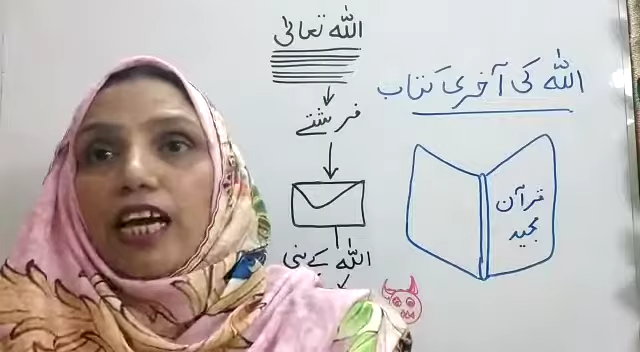 اللہ تعالیٰ
فرشتے
اللہ کے نبی
اللہ کی آخری کتاب
قرآن
مجید